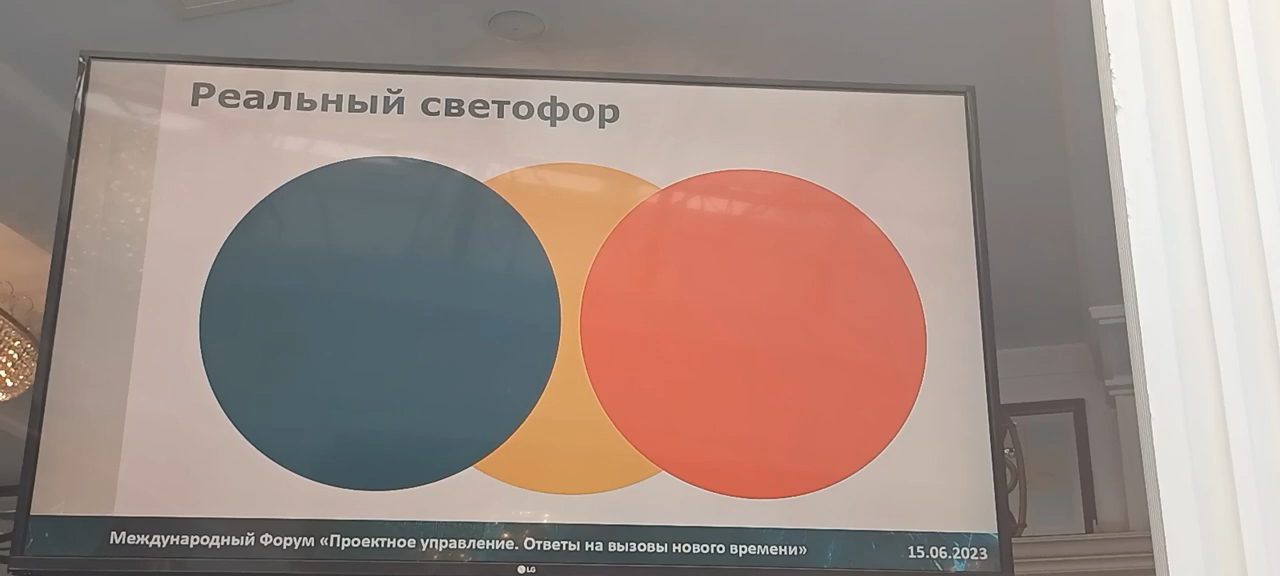 Реальный светофор
Международный Форум «Проектное управление. Ответы на вызовы нового времени»
15.06.2023
LG